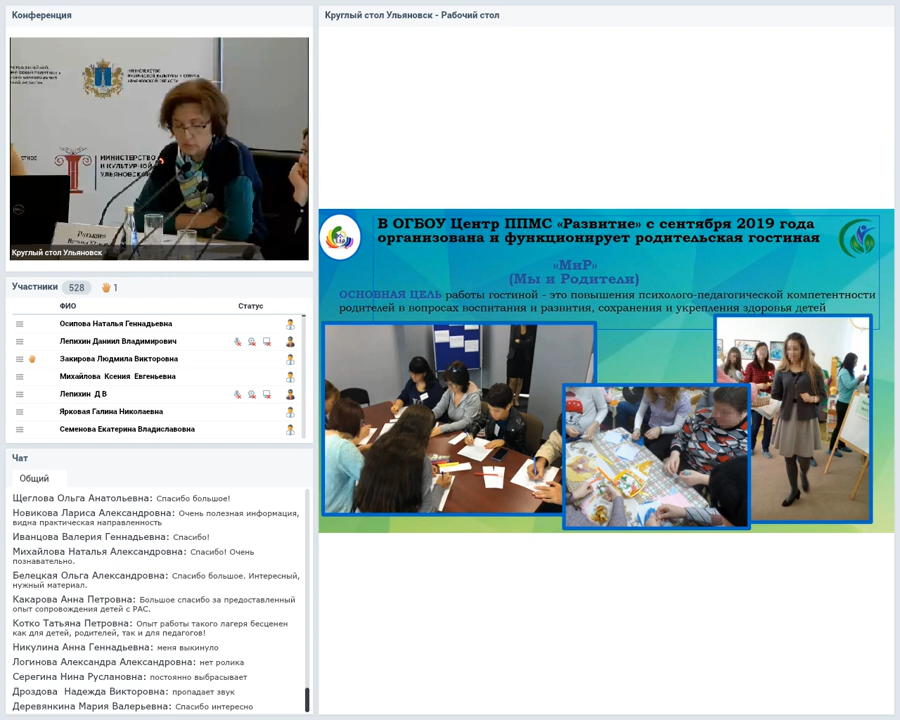 Конференция
МИНИСТЕРСТВО
И КУЛЬТУРНОЙ
УЛЬЯНОВСКОЙ
Круглый стол Ульяновск
Участники 528 1
ФИО Статус
Осипова Наталья Геннадьевна
Лепихин Даниил Владимирович
Закирова Людмила Викторовна
Михайлова Ксения Евгеньевна
Лепихин Д В
Ярковая Галина Николаевна
Семенова Екатерина Владиславовна
Чат
Общий
Щеглова Ольга Анатольевна: Спасибо большое!
Новикова Лариса Александровна: Очень полезная информация,
видна практическая направленность
Иванцова Валерия Геннадьевна: Спасибо!
Михайлова Наталья Александровна: Спасибо! Очень
познавательно.
Белецкая Ольга Александровна: Спасибо большое. Интересный,
нужный материал.
Какарова Анна Петровна: Большое спасибо за предоставленный
опыт сопровождения детей с РАС.
Котко Татьяна Петровна: Опыт работы такого лагеря бесценен
как для детей, родителей, так и для педагогов!
Никулина Анна Геннадьевна: меня выкинуло
Логинова Александра Александровна: нет ролика
Серегина Нина Руслановна: постоянно выбрасывает
Дроздова Надежда Викторовна: пропадает звук
Деревянкина Мария Валерьевна: Спасибо интересно
Круглый стол Ульяновск - Рабочий стол
В ОГБОУ Центр ППМС «Развитие» с сентября 2019 года
организована и функционирует родительская гостиная
«МиР»
(Мы и Родители)
ОСНОВНАЯ ЦЕЛЬ работы гостиной - это повышения психолого-педагогической компетентности
родителей в вопросах воспитания и развития, сохранения и укрепления здоровья детей